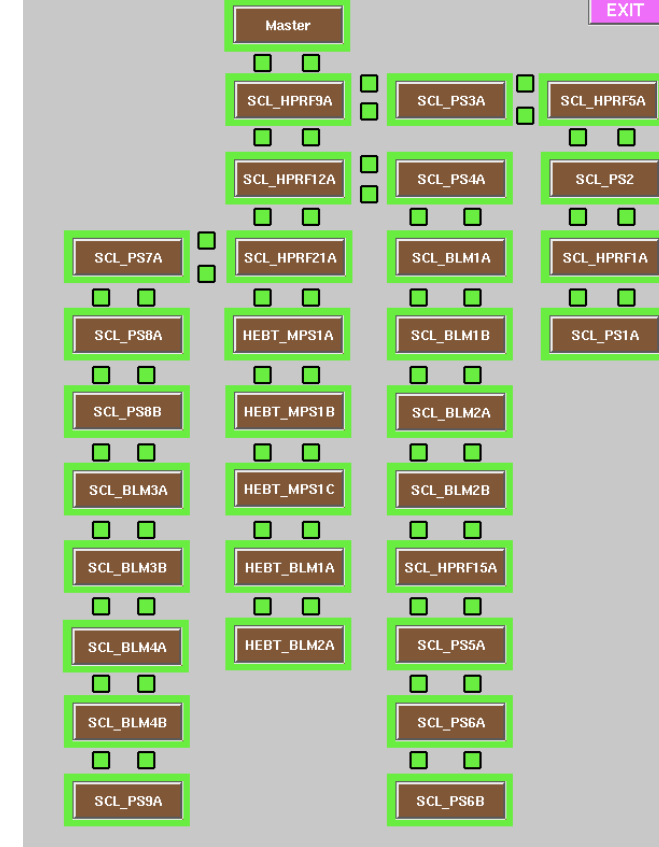 EXIT
Master
SCL_HPRF9A
SCL_PS3A
SCL_HPRF5A
SCL_HPRF12A
SCL_PS4A
SCL_PS2
SCL_PS7A
SCL_HPRF21A
SCL_BLM1A
SCL_HPRF1A
SCL_PS8A
HEBT_MPS1A
SCL_BLM1B
SCL_PS1A
SCL_PS8B
HEBT_MPS1B
SCL_BLM2A
SCL_BLM3A
HEBT_MPS1C
SCL_BLM2B
SCL_BLM3B
HEBT_BLM1A
SCL_HPRF15A
SCL_BLM4A
HEBT_BLM2A
SCL_PS5A
SCL_BLM4B
SCL_PS6A
SCL_PS9A
SCL_PS6B